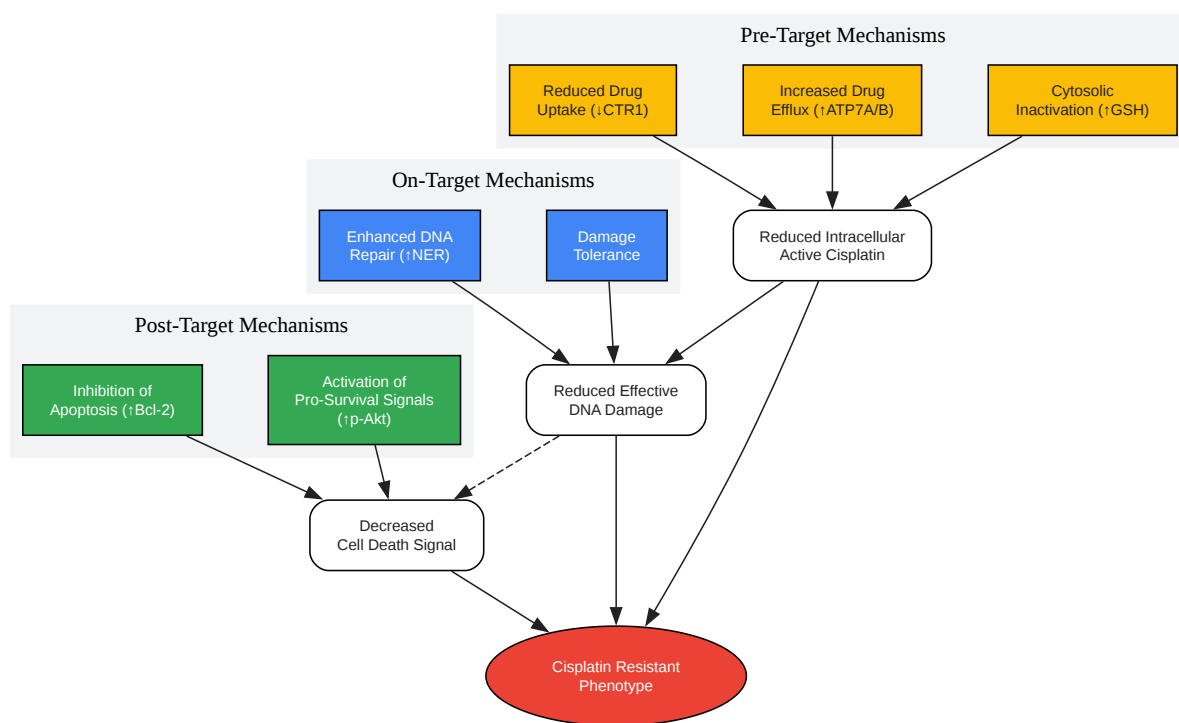 Pre-Target Mechanisms
Reduced Drug
Uptake (↓CTR1)
Increased Drug
Efflux (↑ATP7A/B)
Cytosolic
Inactivation (↑GSH)
On-Target Mechanisms
Enhanced DNA
Repair (↑NER)
Damage
Tolerance
Reduced Intracellular
Active Cisplatin
Post-Target Mechanisms
Inhibition of
Apoptosis (↑Bcl-2)
Activation of
Pro-Survival Signals
(↑p-Akt)
Reduced Effective
DNA Damage
Decreased
Cell Death Signal
Cisplatin Resistant
Phenotype